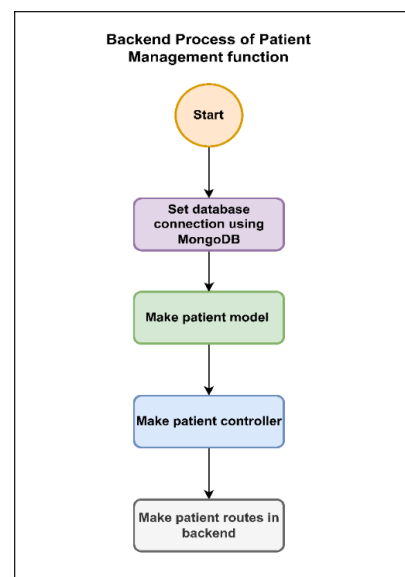 Backend Process of Patient
Management function
Start
Set database
connection using
MongoDB
Make patient model
Make patient controller
Make patient routes in
backend